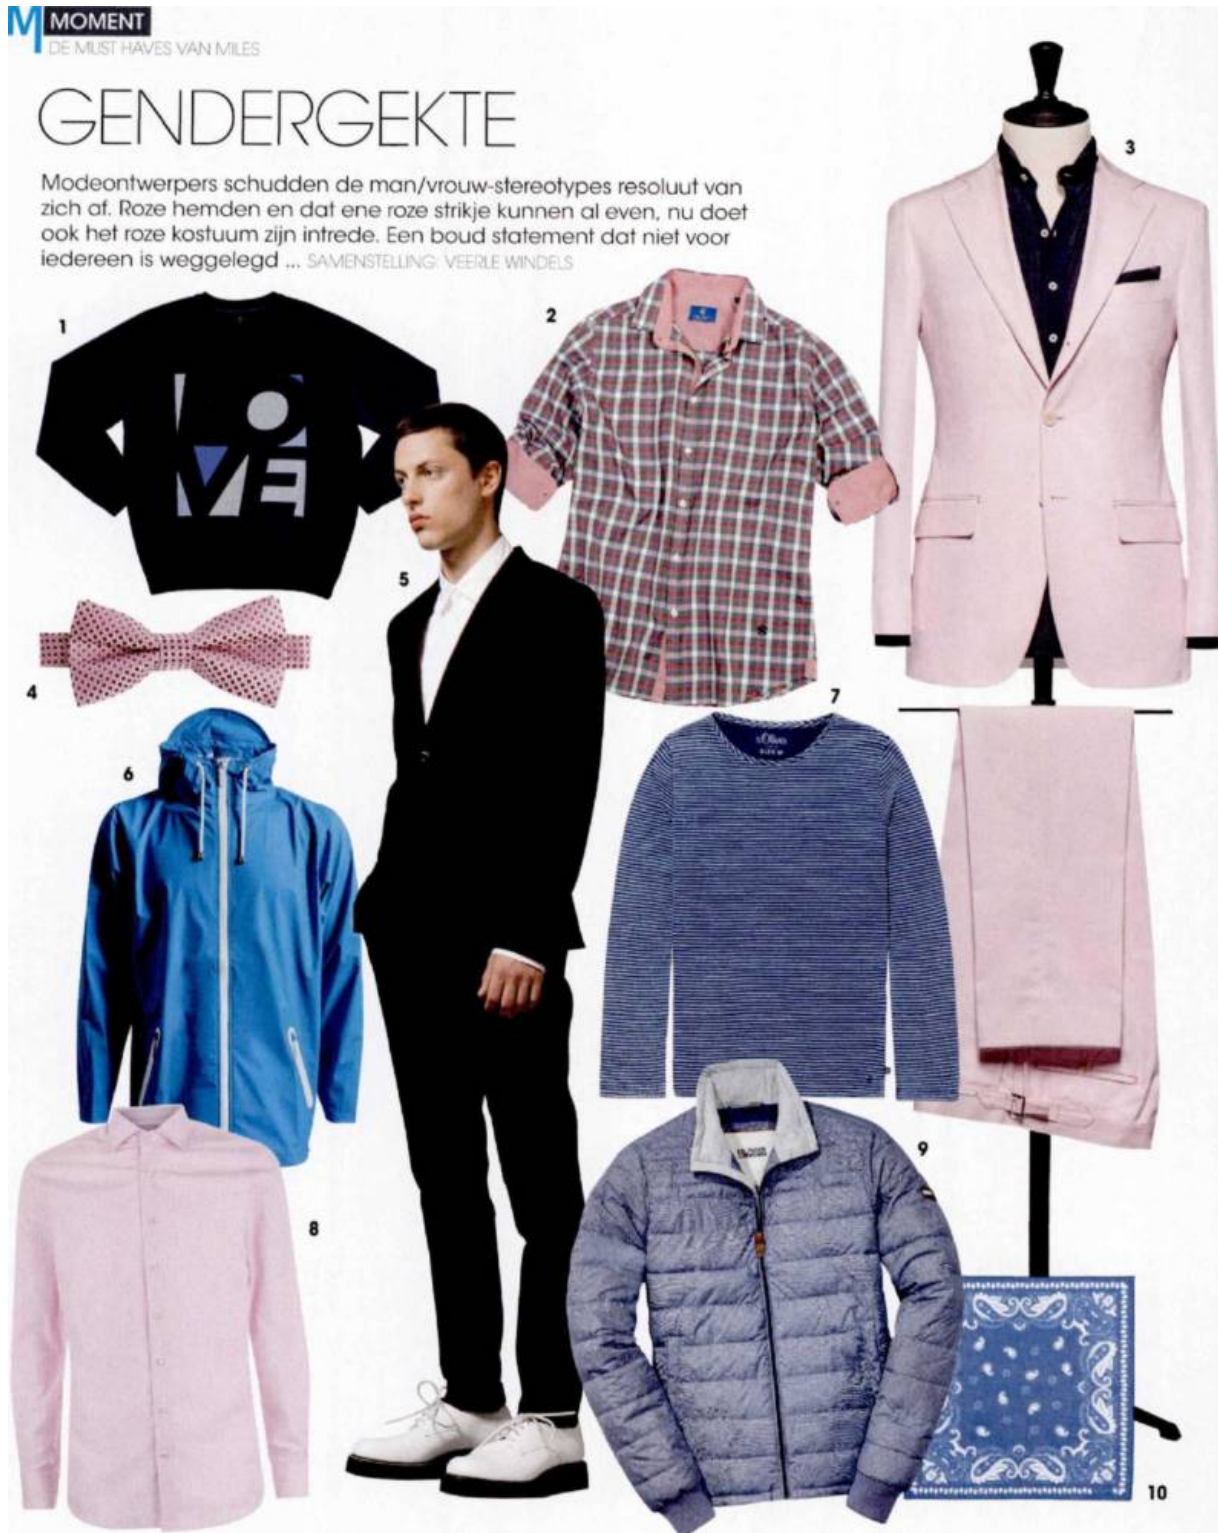 M MOMENT
DE MUST HAVES VAN MILES
GENDERGEKTE
Modeontwerpers schudden de man/vrouw-stereotypes resoluut van
zich af. Roze hemden en dat ene roze strikje kunnen al even, nu doet
ook het roze kostuum zijn intrede. Een boud statement dat niet voor
iedereen is weggelegd ... SAMENSTELLING: VEERLE WINDELS
1
LO
VE
2
3
4
5
6
7
s.Oliver
8
9
10